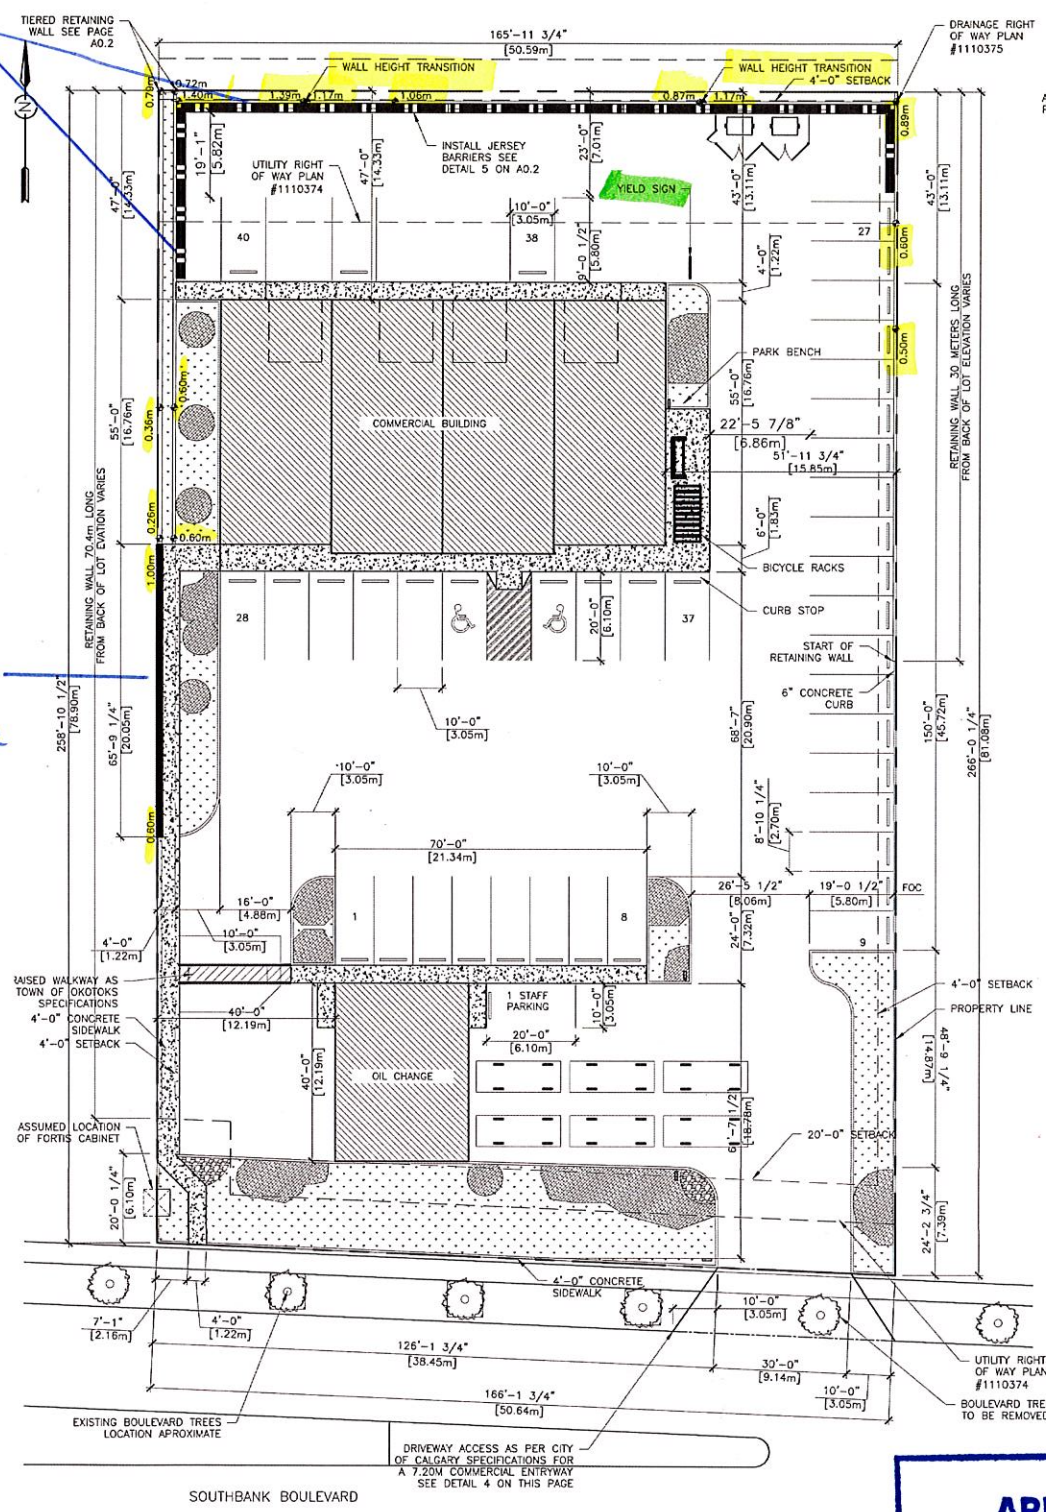 TIERED RETAINING
WALL SEE PAGE
A0.2
165'-11 3/4"
[50.59m]
DRAINAGE RIGHT
OF WAY PLAN
#1110375
WALL HEIGHT TRANSITION
WALL HEIGHT TRANSITION
4'-0" SETBACK
0.79m
0.72m
1.40m
1.39m
1.17m
1.06m
0.87m
1.17m
0.89m
N
19'-1"
[5.82m]
47'-0"
[14.33m]
47'-0"
[14.33m]
INSTALL JERSEY
BARRIERS SEE
DETAIL 5 ON A0.2
UTILITY RIGHT
OF WAY PLAN
#1110374
23'-0"
[7.01m]
YIELD SIGN
43'-0"
[13.11m]
43'-0"
[13.11m]
10'-0"
[3.05m]
40
38
27
9'-0 1/2"
[5.80m]
4'-0"
[1.22m]
0.60m
0.50m
PARK BENCH
55'-0"
[16.76m]
55'-0"
[16.76m]
0.60m
0.36m
COMMERCIAL BUILDING
22'-5 7/8"
[6.86m]
51'-11 3/4"
[15.85m]
RETAINING WALL 30 METERS LONG
FROM BACK OF LOT ELEVATION VARIES
RETAINING WALL 70.4m LONG
FROM BACK OF LOT EVATION VARIES
0.26m
0.60m
1.00m
6'-0"
[1.83m]
BICYCLE RACKS
CURB STOP
28
37
20'-0"
[6.10m]
START OF
RETAINING WALL
6" CONCRETE
CURB
258'-10 1/2"
[78.90m]
65'-9 1/4"
[20.05m]
10'-0"
[3.05m]
68'-7"
[20.90m]
150'-0"
[45.72m]
266'-0 1/4"
[81.08m]
10'-0"
[3.05m]
10'-0"
[3.05m]
0.60m
70'-0"
[21.34m]
8'-10 1/4"
[2.70m]
26'-5 1/2"
[8.06m]
19'-0 1/2"
[5.80m]
FOC
16'-0"
[4.88m]
10'-0"
[3.05m]
1
8
9
24'-0"
[7.32m]
4'-0"
[1.22m]
AISED WALKWAY AS
TOWN OF OKOTOKS
SPECIFICATIONS
4'-0" CONCRETE
SIDEWALK
4'-0" SETBACK
40'-0"
[12.19m]
1 STAFF
PARKING
10'-0"
[3.05m]
20'-0"
[6.10m]
4'-0" SETBACK
PROPERTY LINE
48'-9 1/4"
[14.87m]
40'-0"
[12.19m]
OIL CHANGE
[18.78m]
20'-0" SETBACK
ASSUMED LOCATION
OF FORTIS CABINET
20'-0 1/4"
[6.10m]
24'-2 3/4"
[7.39m]
4'-0" CONCRETE
SIDEWALK
7'-1"
[2.16m]
4'-0"
[1.22m]
10'-0"
[3.05m]
126'-1 3/4"
[38.45m]
30'-0"
[9.14m]
166'-1 3/4"
[50.64m]
10'-0"
[3.05m]
UTILITY RIGHT
OF WAY PLAN
#1110374
BOULEVARD TRE
TO BE REMOVED
EXISTING BOULEVARD TREES
LOCATION APROXIMATE
DRIVEWAY ACCESS AS PER CITY
OF CALGARY SPECIFICATIONS FOR
A 7.20M COMMERCIAL ENTRYWAY
SEE DETAIL 4 ON THIS PAGE
SOUTHBANK BOULEVARD